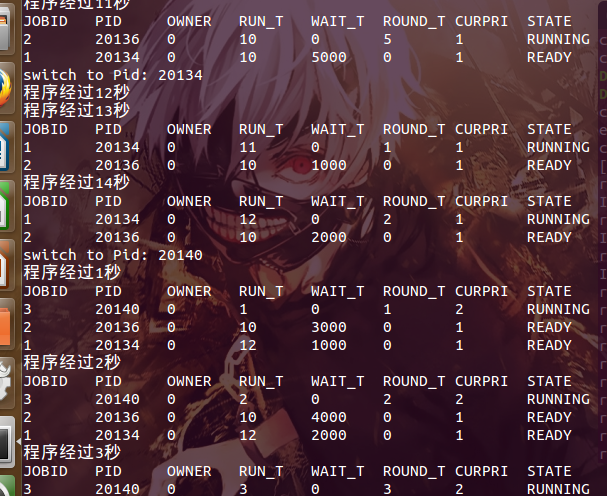 程序经过11秒
JOBID PID OWNER RUN_T WAIT_T ROUND_T CURPRI STATE
2 20136 0 10 0 5 1 RUNNING
1 20134 0 10 5000 0 1 READY
switch to Pid: 20134
程序经过12秒
程序经过13秒
JOBID PID OWNER RUN_T WAIT_T ROUND_T CURPRI STATE
1 20134 0 11 0 1 1 RUNNING
2 20136 0 10 1000 0 1 READY
程序经过14秒
JOBID PID OWNER RUN_T WAIT_T ROUND_T CURPRI STATE
1 20134 0 12 0 2 1 RUNNING
2 20136 0 10 2000 0 1 READY
switch to Pid: 20140
程序经过1秒
JOBID PID OWNER RUN_T WAIT_T ROUND_T CURPRI STATE
3 20140 0 1 0 1 2 RUNNING
2 20136 0 10 3000 0 1 READY
1 20134 0 12 1000 0 1 READY
程序经过2秒
JOBID PID OWNER RUN_T WAIT_T ROUND_T CURPRI STATE
3 20140 0 2 0 2 2 RUNNING
2 20136 0 10 4000 0 1 READY
1 20134 0 12 2000 0 1 READY
程序经过3秒
JOBID PID OWNER RUN_T WAIT_T ROUND_T CURPRI STATE
3 20140 0 3 0 3 2 RUNNING